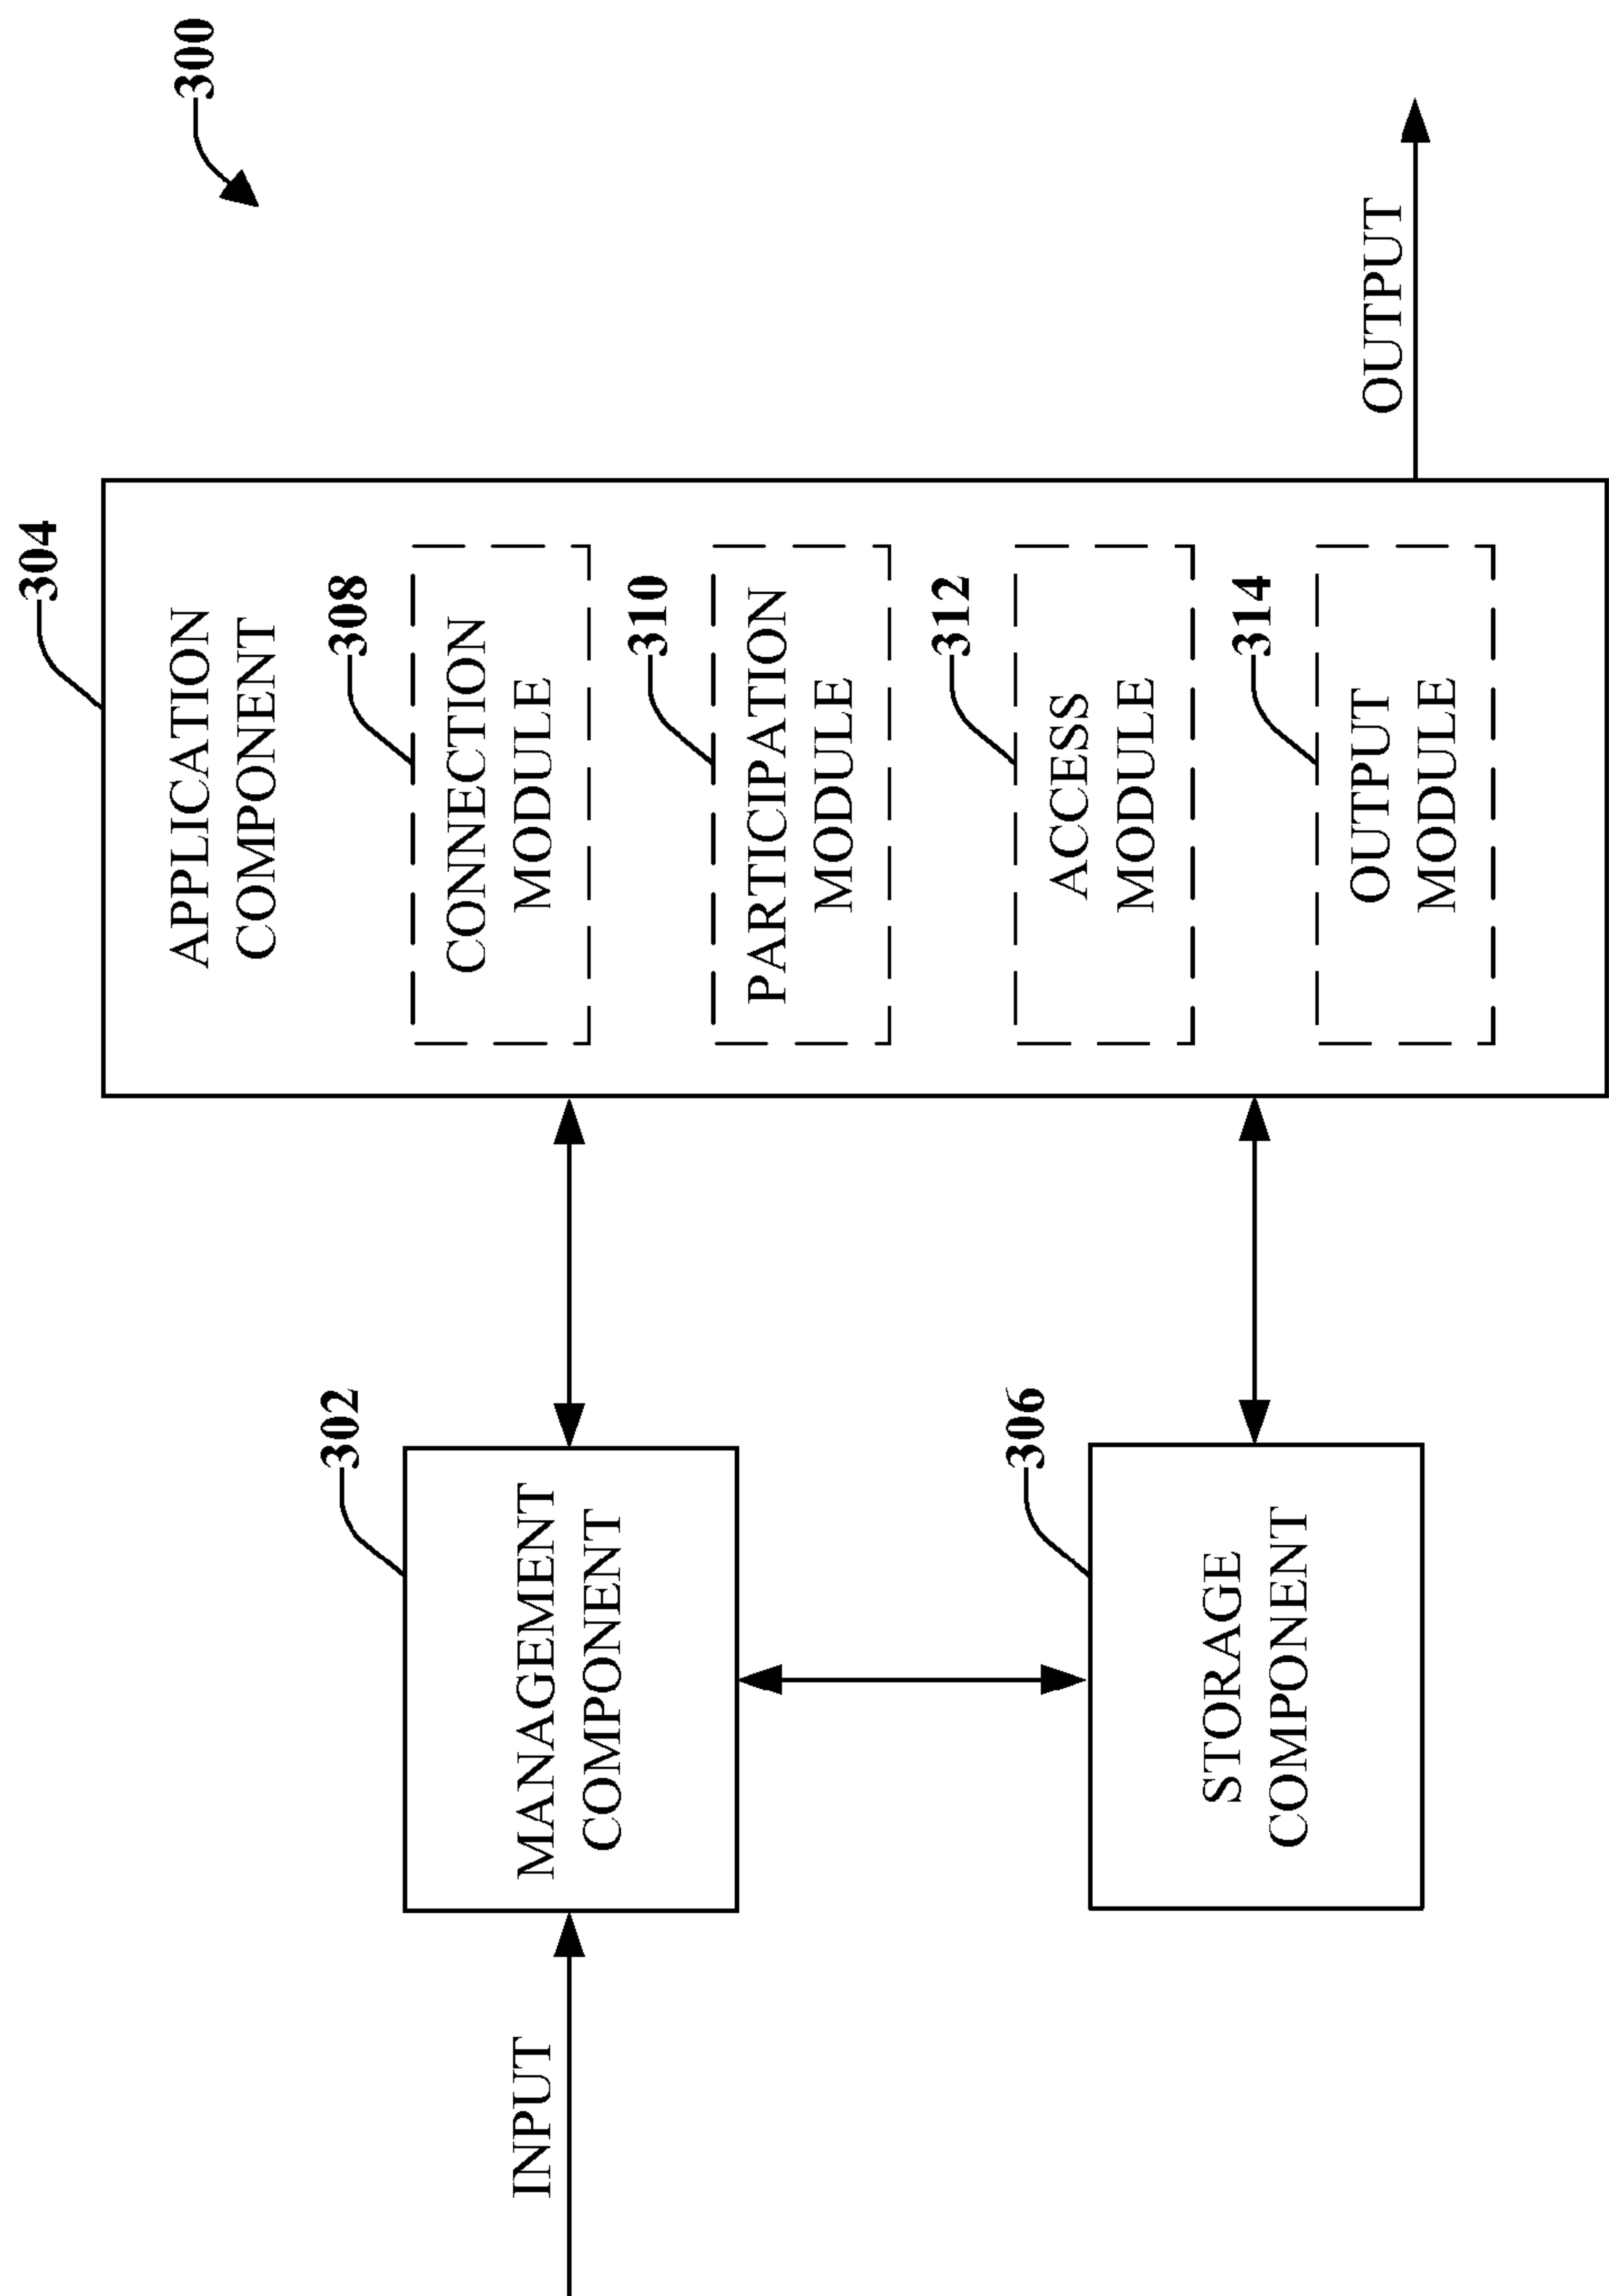 300
304
APPLICATION
COMPONENT
302
308
INPUT
MANAGEMENT
COMPONENT
CONNECTION
MODULE
310
PARTICIPATION
MODULE
306
312
STORAGE
COMPONENT
ACCESS
MODULE
314
OUTPUT
MODULE
OUTPUT